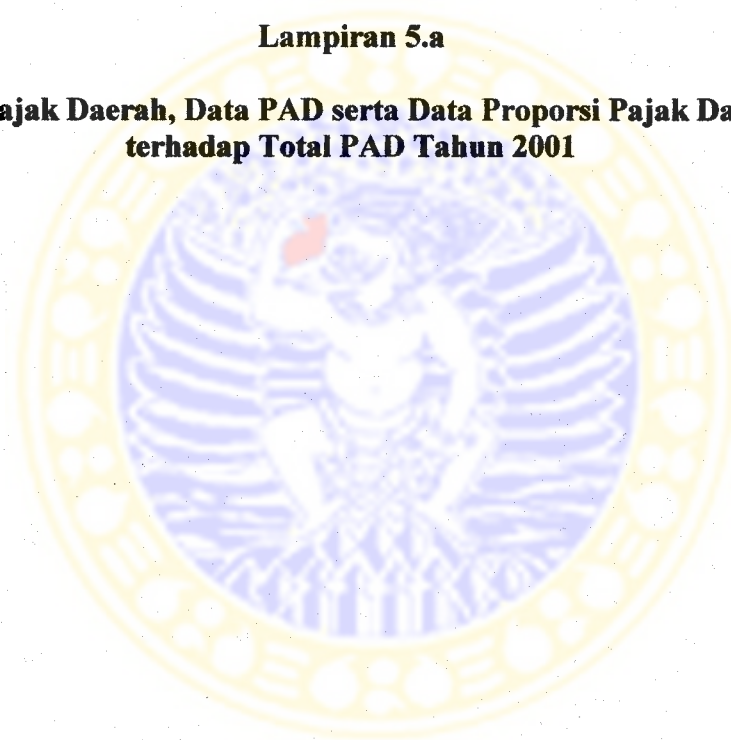 Lampiran 5.a
ajak Daerah, Data PAD serta Data Proporsi Pajak Da
terhadap Total PAD Tahun 2001